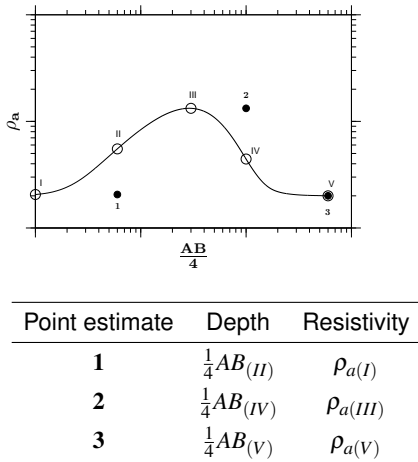 III
2
II
IV
I
V
1
3
ρₐ
AB/4
Point estimate Depth Resistivity
1 ¼AB(II) ρa(I)
2 ¼AB(IV) ρa(III)
3 ¼AB(V) ρa(V)